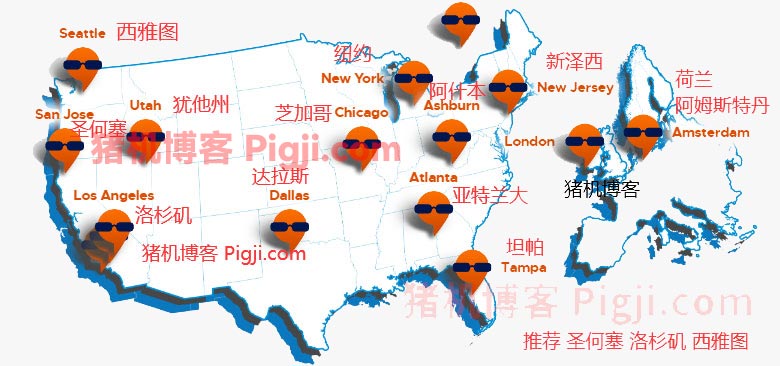 Seattle 西雅图
纽约
New York
新泽西
New Jersey
荷兰
阿姆斯特丹
Amsterdam
San Jose
圣何塞
Utah 犹他州
芝加哥
Chicago
阿什本
Ashburn
London
猪机博客 Pigji.com
猪机博客
Los Angeles
洛杉矶
达拉斯
Dallas
Atlanta
亚特兰大
猪机博客 Pigji.com
坦帕
Tampa
猪机博客 Pigji.com
推荐 圣何塞 洛杉矶 西雅图